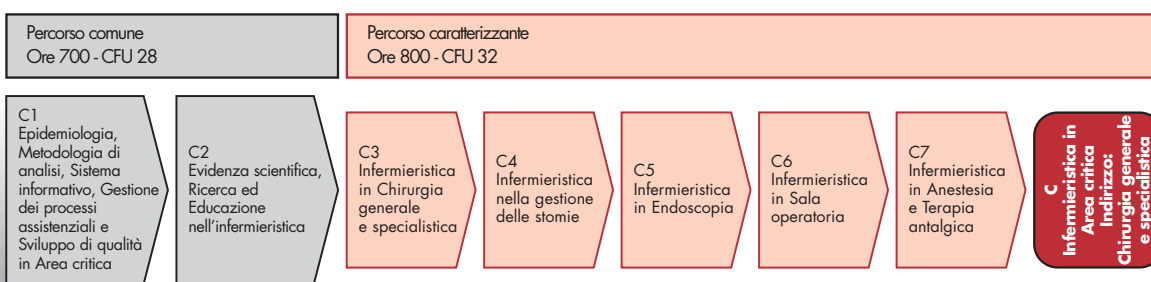 Percorso comune
Ore 700 - CFU 28
Percorso caratterizzante
Ore 800 - CFU 32
C1
Epidemiologia,
Metodologia di
analisi, Sistema
informativo, Gestione
dei processi
assistenziali e
Sviluppo di qualità
in Area critica
C2
Evidenza scientifica,
Ricerca ed
Educazione
nell'infermieristica
C3
Infermieristica
in Chirurgia
generale
e specialistica
C4
Infermieristica
nella gestione
delle stomie
C5
Infermieristica
in Endoscopia
C6
Infermieristica
in Sala
operatoria
C7
Infermieristica
in Anestesia
e Terapia
antalgica
C
Infermieristica in
Area critica
Indirizzo:
Chirurgia generale
e specialistica